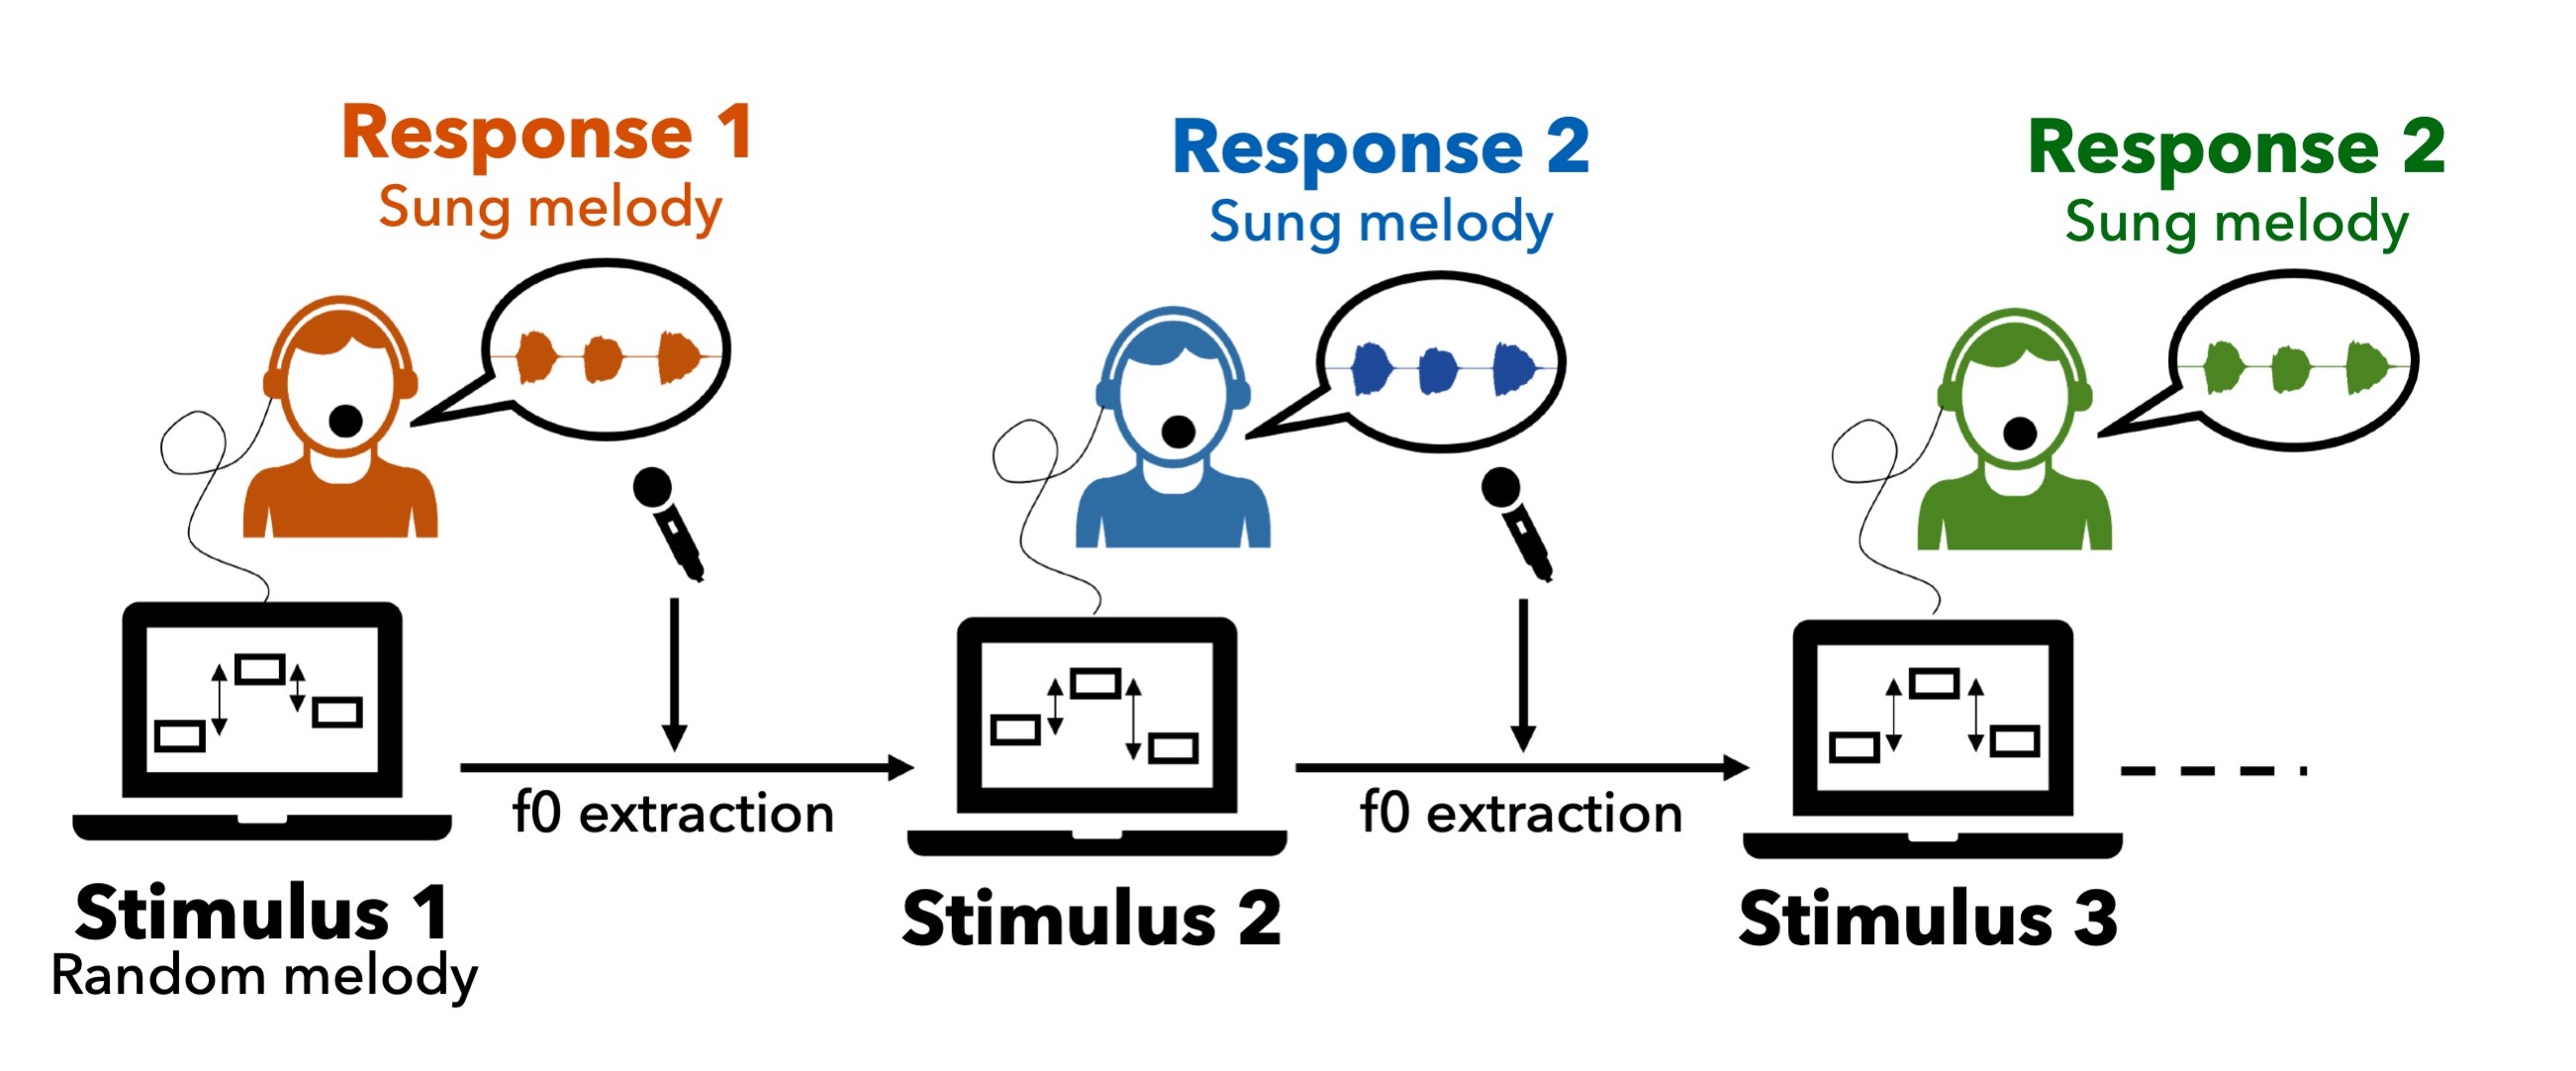 Response 1
Sung melody
Response 2
Sung melody
Response 2
Sung melody
f0 extraction
f0 extraction
Stimulus 1
Random melody
Stimulus 2
Stimulus 3